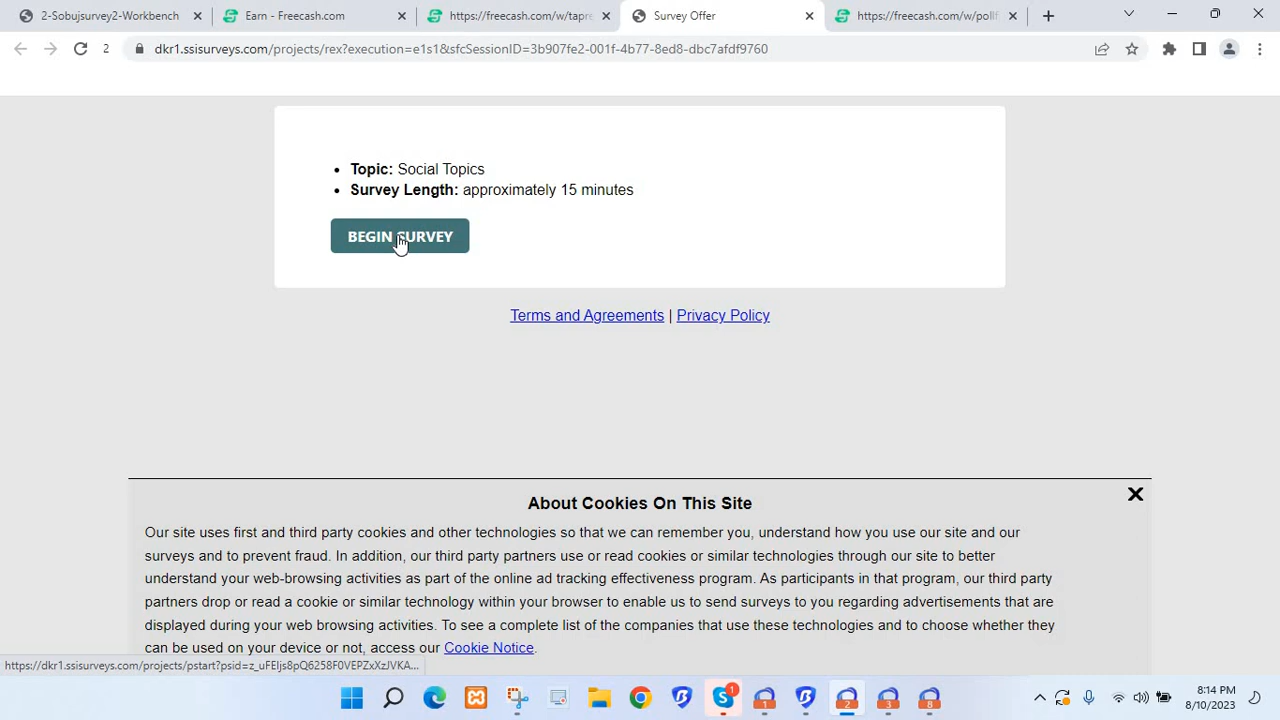 2-Sobujsurvey2-Workbench
Earn - Freecash.com
https://freecash.com/w/tapre
Survey Offer
https://freecash.com/w/pollf
2
dkr1.ssisurveys.com/projects/rex?execution=e1s1&sfcSessionID=3b907fe2-001f-4b77-8ed8-dbc7afdf9760
Topic: Social Topics
Survey Length: approximately 15 minutes
BEGIN SURVEY
Terms and Agreements | Privacy Policy
About Cookies On This Site
Our site uses first and third party cookies and other technologies so that we can remember you, understand how you use our site and our
surveys and to prevent fraud. In addition, our third party partners use or read cookies or similar technologies through our site to better
understand your web-browsing activities as part of the online ad tracking effectiveness program. As participants in that program, our third party
partners drop or read a cookie or similar technology within your browser to enable us to send surveys to you regarding advertisements that are
displayed during your web browsing activities. To see a complete list of the companies that use these technologies and to choose whether they
can be used on your device or not, access our Cookie Notice.
https://dkr1.ssisurveys.com/projects/pstart?psid=z_uFEIjs8pQ6258F0VEPZxXzJVKA...
1
1
2
3
8
8:14 PM
8/10/2023